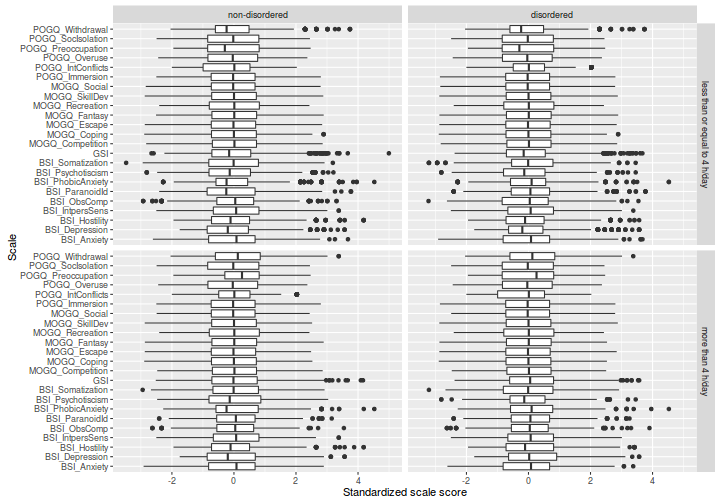 non-disordered
disordered
POGQ_Withdrawal
POGQ_SocIsolation
POGQ_Preoccupation
POGQ_Overuse
POGQ_IntConflicts
POGQ_Immersion
MOGQ_Social
MOGQ_SkillDev
MOGQ_Recreation
MOGQ_Fantasy
MOGQ_Escape
MOGQ_Coping
MOGQ_Competition
GSI
BSI_Somatization
BSI_Psychotiscism
BSI_PhobicAnxiety
BSI_ParanoidId
BSI_ObsComp
BSI_IntpersSens
BSI_Hostility
BSI_Depression
BSI_Anxiety
less than or equal to 4 h/day
POGQ_Withdrawal
POGQ_SocIsolation
POGQ_Preoccupation
POGQ_Overuse
POGQ_IntConflicts
POGQ_Immersion
MOGQ_Social
MOGQ_SkillDev
MOGQ_Recreation
MOGQ_Fantasy
MOGQ_Escape
MOGQ_Coping
MOGQ_Competition
GSI
BSI_Somatization
BSI_Psychotiscism
BSI_PhobicAnxiety
BSI_ParanoidId
BSI_ObsComp
BSI_IntpersSens
BSI_Hostility
BSI_Depression
BSI_Anxiety
more than 4 h/day
Scale
-2 0 2 4 -2 0 2 4
Standardized scale score